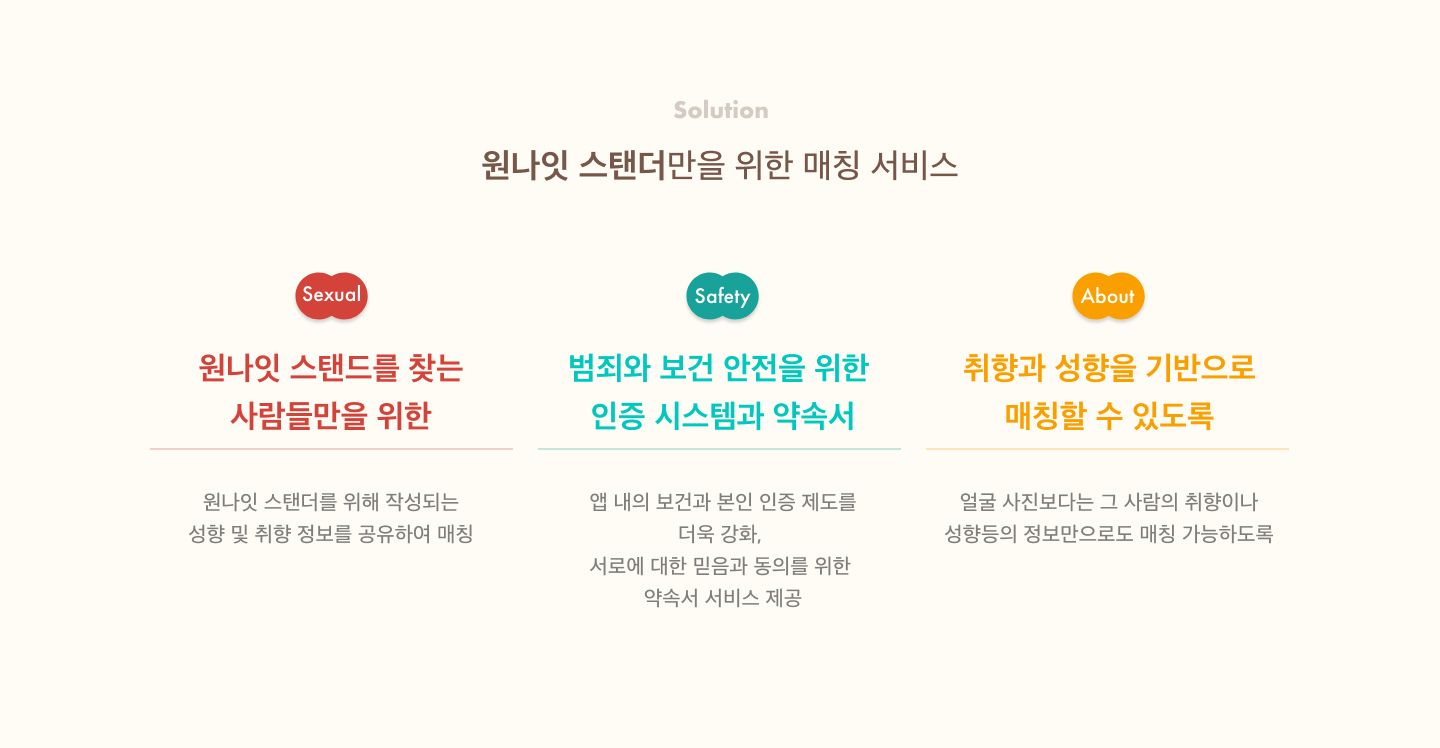 Solution
원나잇 스탠더만을 위한 매칭 서비스
Sexual
원나잇 스탠드를 찾는
사람들만을 위한
원나잇 스탠더를 위해 작성되는
성향 및 취향 정보를 공유하여 매칭
Safety
범죄와 보건 안전을 위한
인증 시스템과 약속서
앱 내의 보건과 본인 인증 제도를
더욱 강화,
서로에 대한 믿음과 동의를 위한
약속서 서비스 제공
About
취향과 성향을 기반으로
매칭할 수 있도록
얼굴 사진보다는 그 사람의 취향이나
성향등의 정보만으로도 매칭 가능하도록